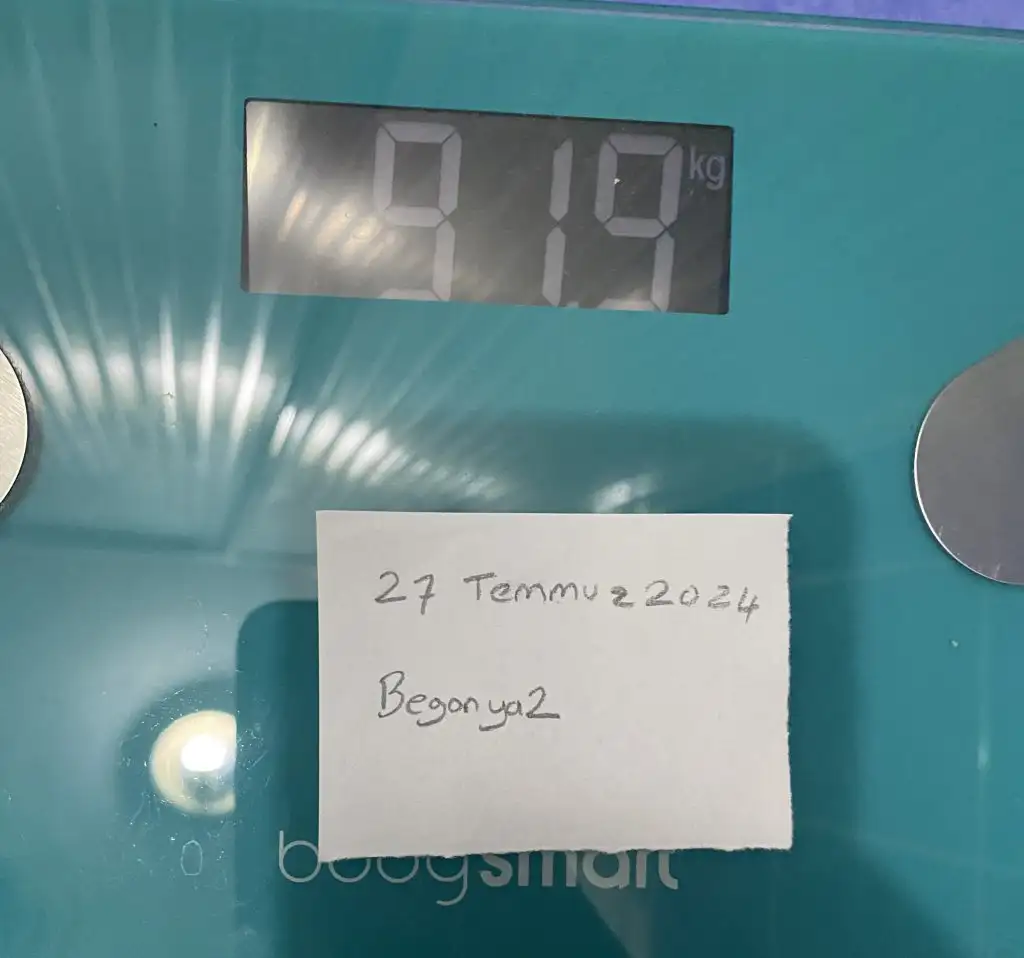 91.9 kg
27 Temmuz 2024
Begonya2
bodysmart